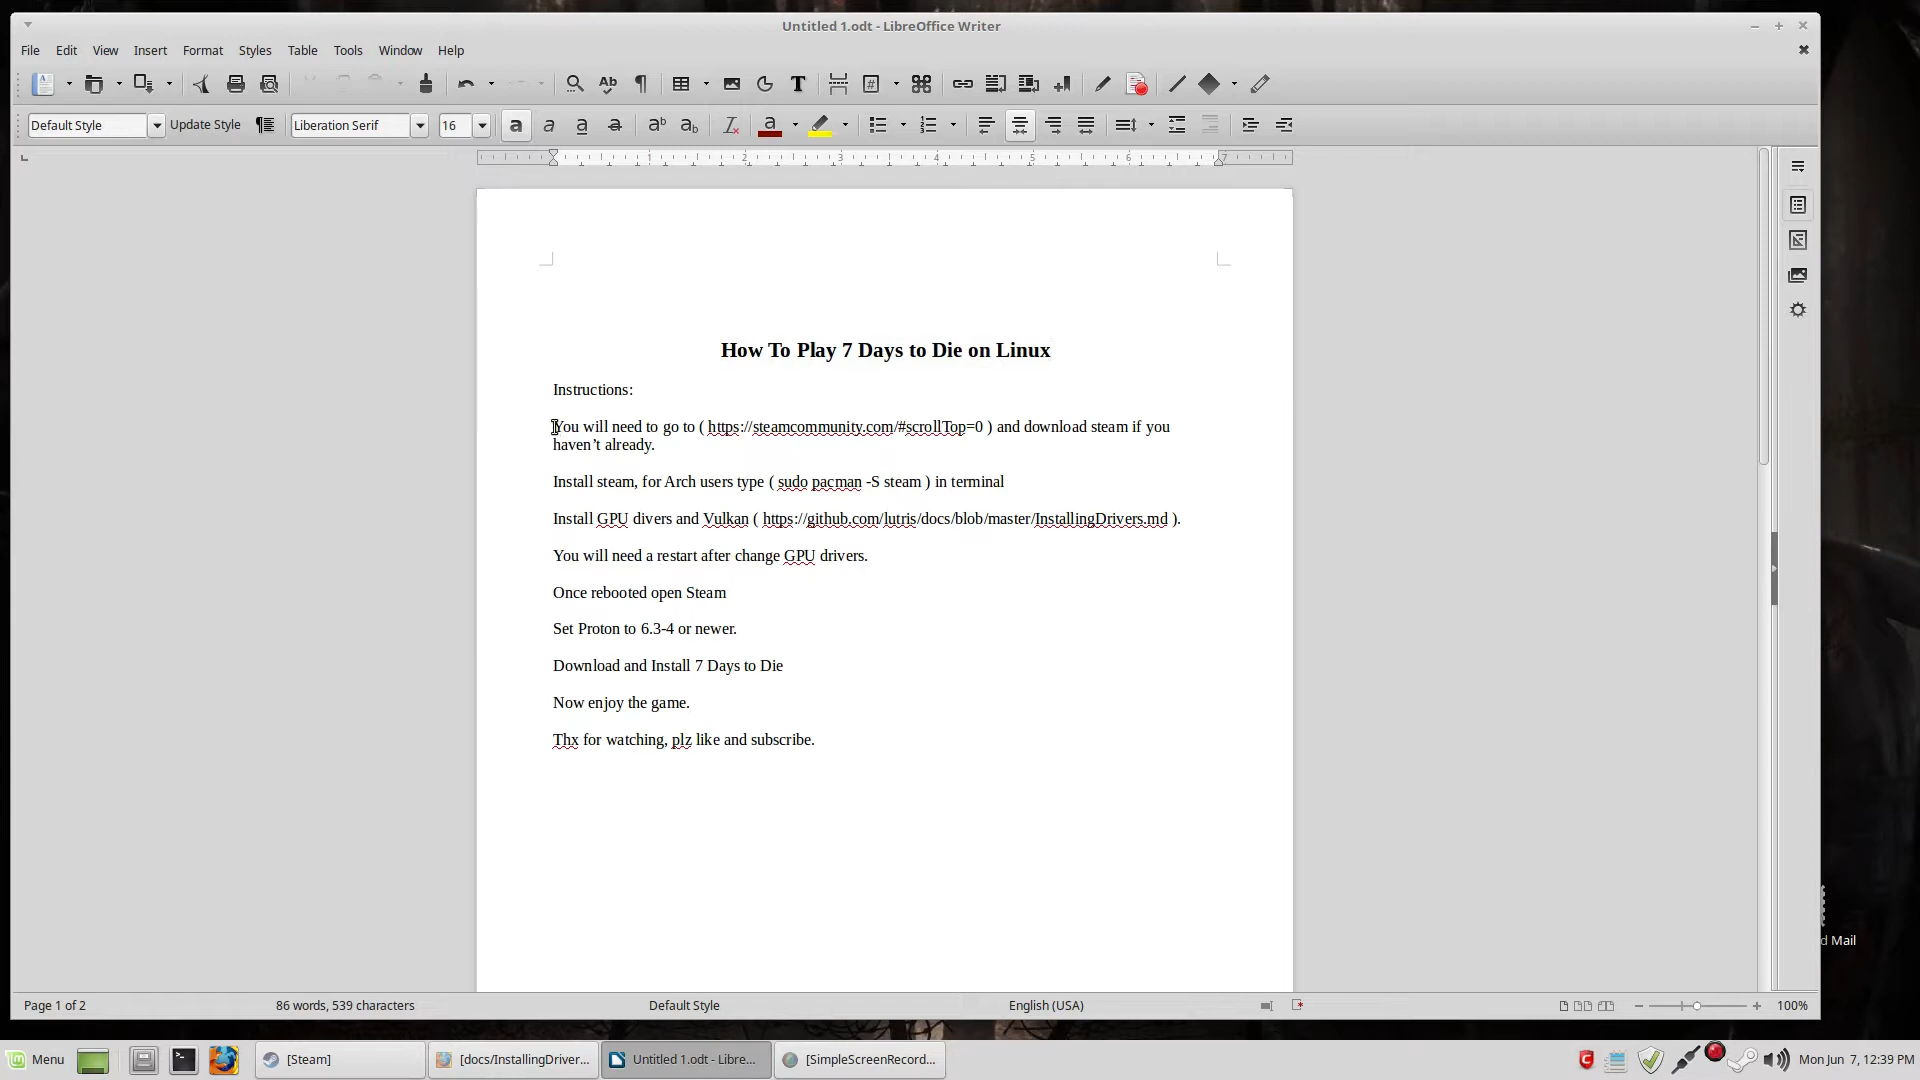 Untitled 1.odt - LibreOffice Writer
File Edit View Insert Format Styles Table Tools Window Help
Default Style Update Style Liberation Serif 16
1 2 3 4 5 6 7
How To Play 7 Days to Die on Linux
Instructions:
You will need to go to ( https://steamcommunity.com/#scrollTop=0 ) and download steam if you
haven’t already.
Install steam, for Arch users type ( sudo pacman -S steam ) in terminal
Install GPU divers and Vulkan ( https://github.com/lutris/docs/blob/master/InstallingDrivers.md ).
You will need a restart after change GPU drivers.
Once rebooted open Steam
Set Proton to 6.3-4 or newer.
Download and Install 7 Days to Die
Now enjoy the game.
Thx for watching, plz like and subscribe.
d Mail
Page 1 of 2 86 words, 539 characters Default Style English (USA) 100%
Menu [Steam] [docs/InstallingDriver... Untitled 1.odt - Libre... [SimpleScreenRecord... Mon Jun 7, 12:39 PM